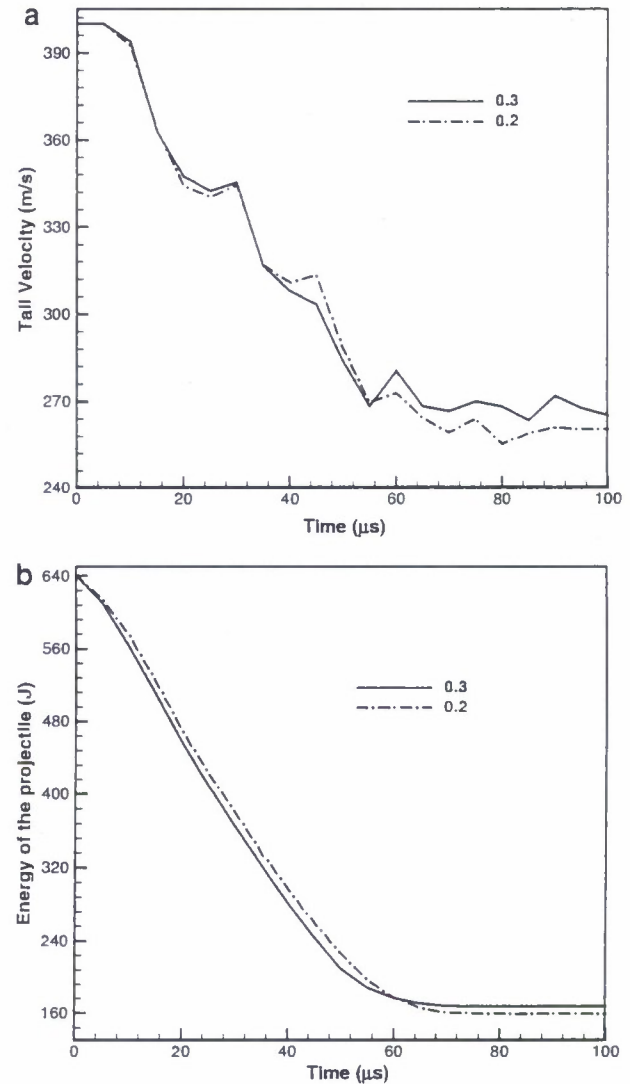 a
390
360
330
300
270
240
0.3
0.2
Tail Velocity (m/s)
0 20 40 60 80 100
Time (μs)
b
640
560
480
400
320
240
160
0.3
0.2
Energy of the projectile (J)
0 20 40 60 80 100
Time (μs)